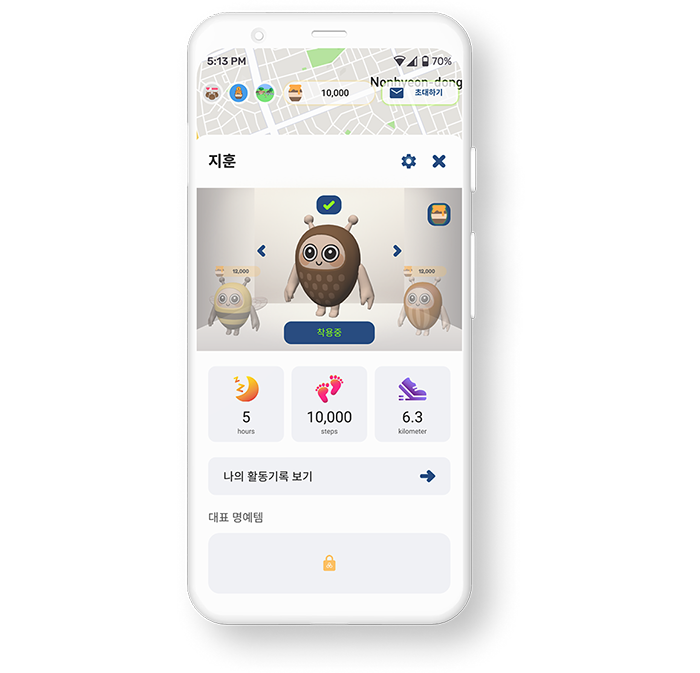 5:13 PM
70%
Nonhyeon-dong
10,000
초대하기
지훈
12,000
12,000
착용중
5
hours
10,000
steps
6.3
kilometer
나의 활동기록 보기
대표 명예템